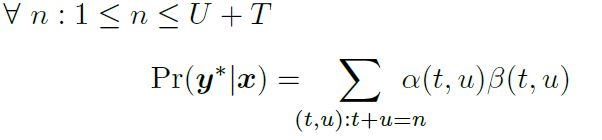 ∀ n : 1 ≤ n ≤ U + T
Pr(y*|x) = ∑ α(t, u)β(t, u)
(t,u):t+u=n